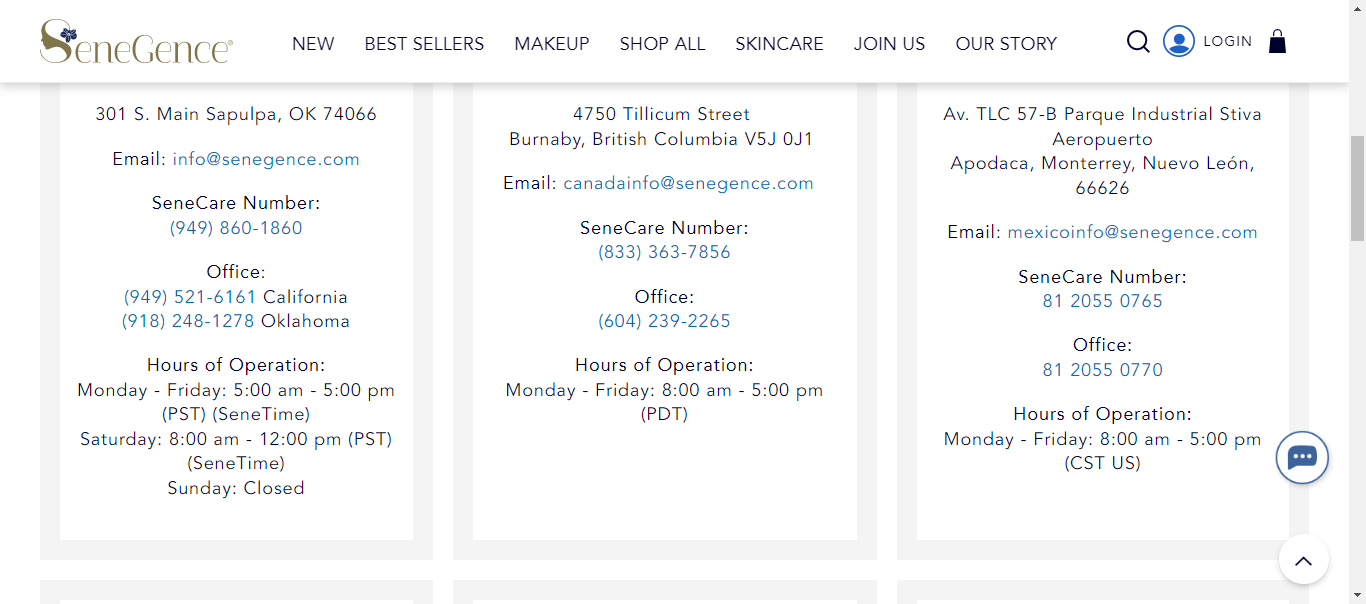 SeneGence®
NEW
BEST SELLERS
MAKEUP
SHOP ALL
SKINCARE
JOIN US
OUR STORY
LOGIN
301 S. Main Sapulpa, OK 74066
Email: info@senegence.com
SeneCare Number:
(949) 860-1860
Office:
(949) 521-6161 California
(918) 248-1278 Oklahoma
Hours of Operation:
Monday - Friday: 5:00 am - 5:00 pm
(PST) (SeneTime)
Saturday: 8:00 am - 12:00 pm (PST)
(SeneTime)
Sunday: Closed
4750 Tillicum Street
Burnaby, British Columbia V5J 0J1
Email: canadainfo@senegence.com
SeneCare Number:
(833) 363-7856
Office:
(604) 239-2265
Hours of Operation:
Monday - Friday: 8:00 am - 5:00 pm
(PDT)
Av. TLC 57-B Parque Industrial Stiva
Aeropuerto
Apodaca, Monterrey, Nuevo León,
66626
Email: mexicoinfo@senegence.com
SeneCare Number:
81 2055 0765
Office:
81 2055 0770
Hours of Operation:
Monday - Friday: 8:00 am - 5:00 pm
(CST US)